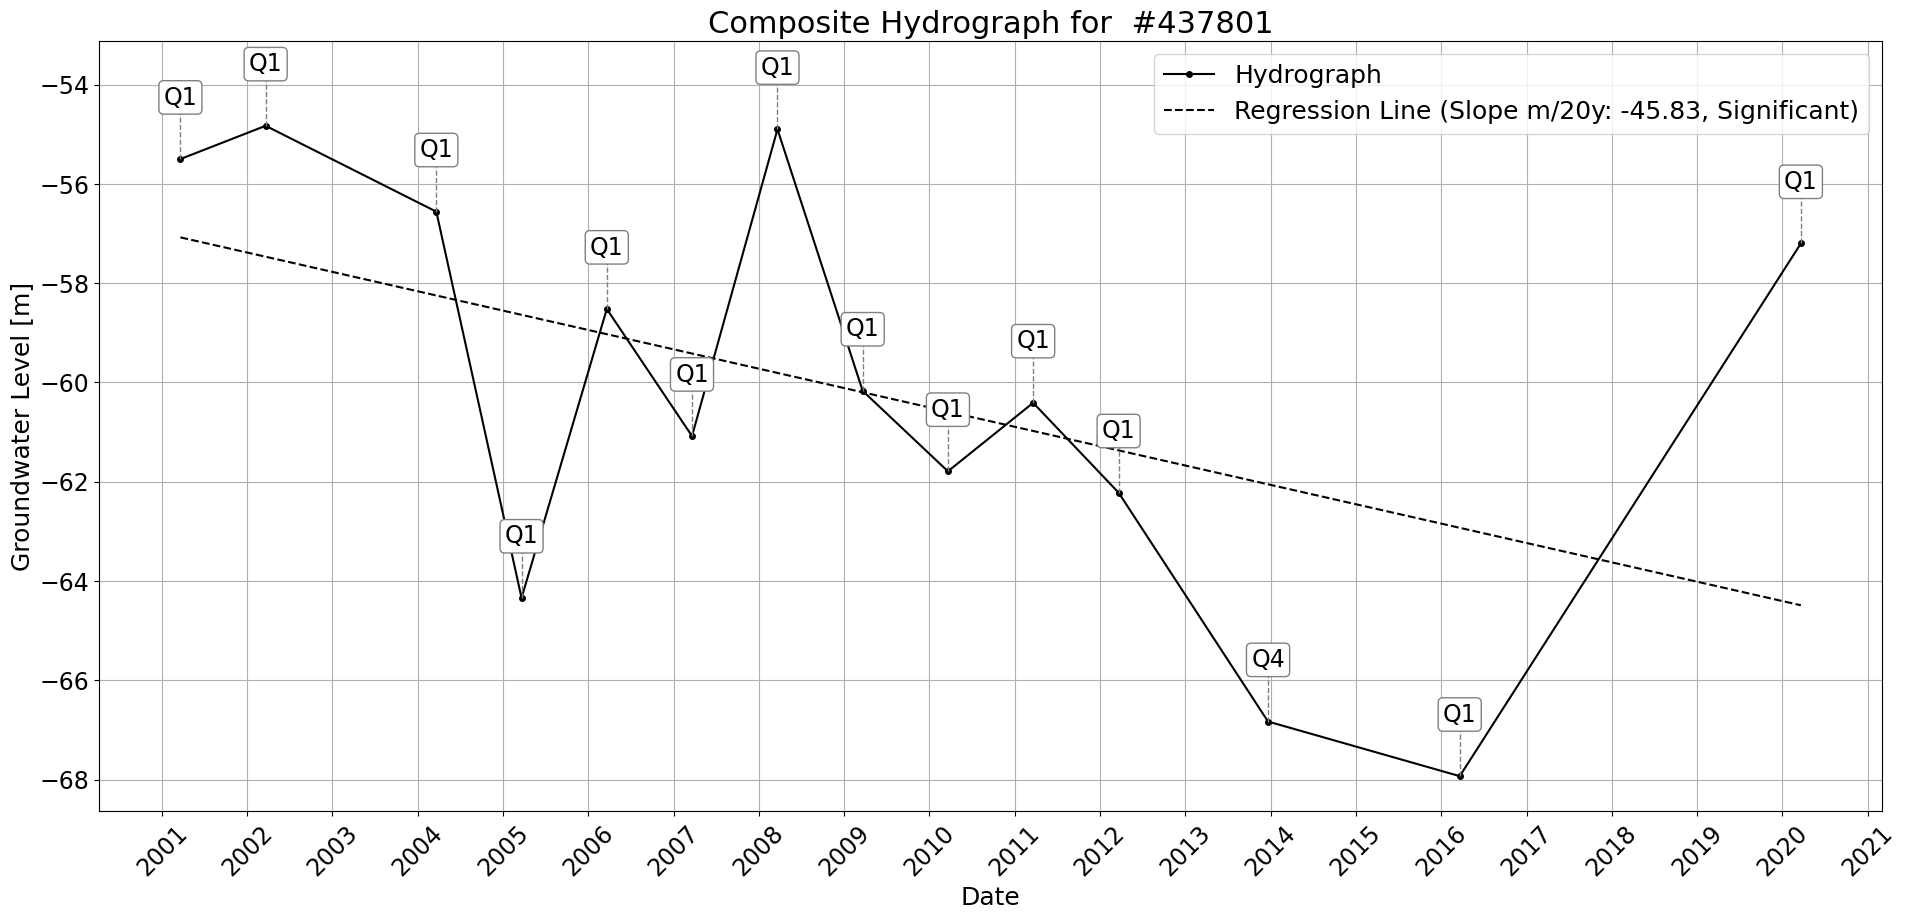 Composite Hydrograph for  #437801
Hydrograph
Regression Line (Slope m/20y: -45.83, Significant)
Groundwater Level [m]
−54
−56
−58
−60
−62
−64
−66
−68
Q1
Q1
Q1
Q1
Q1
Q1
Q1
Q1
Q1
Q1
Q1
Q4
Q1
Q1
2001
2002
2003
2004
2005
2006
2007
2008
2009
2010
2011
2012
2013
2014
2015
2016
2017
2018
2019
2020
2021
Date